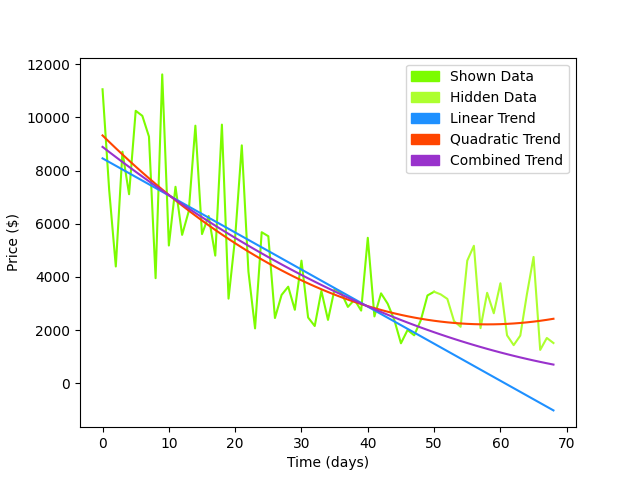 12000
10000
8000
6000
4000
2000
0
Price ($)
0 10 20 30 40 50 60 70
Time (days)
Shown Data
Hidden Data
Linear Trend
Quadratic Trend
Combined Trend